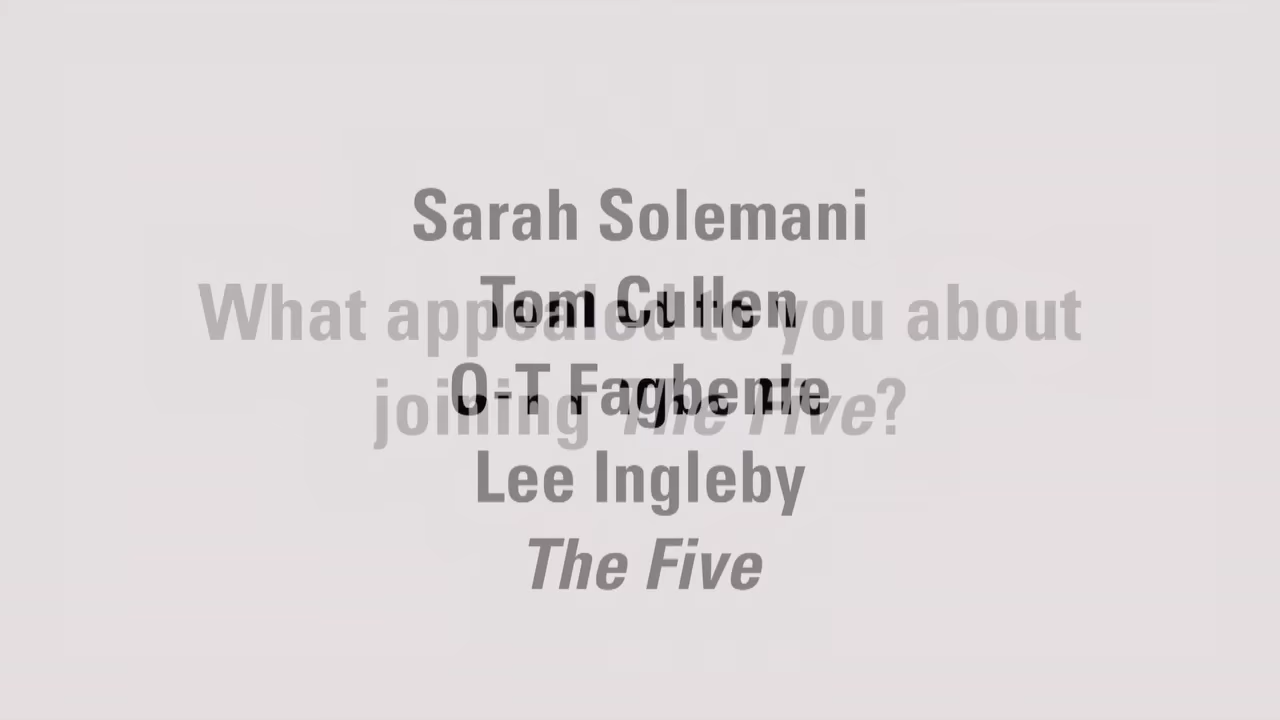 Sarah Solemani
Tom Cullen
O-T Fagbenle
Lee Ingleby
The Five
What appealed to you about
joining The Five?